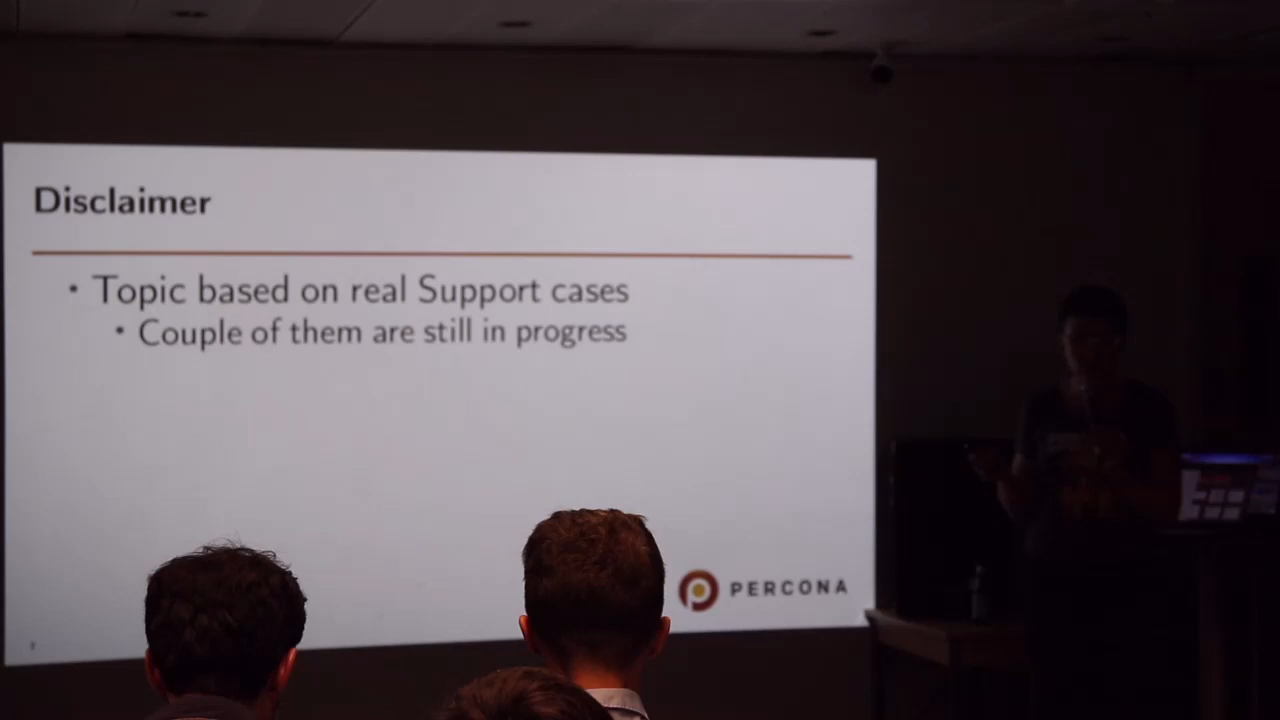 Disclaimer
• Topic based on real Support cases
• Couple of them are still in progress
PERCONA